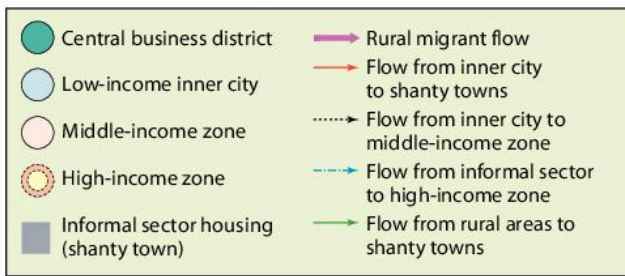 Central business district
Low-income inner city
Middle-income zone
High-income zone
Informal sector housing
(shanty town)
Rural migrant flow
Flow from inner city
to shanty towns
Flow from inner city to
middle-income zone
Flow from informal sector
to high-income zone
Flow from rural areas to
shanty towns